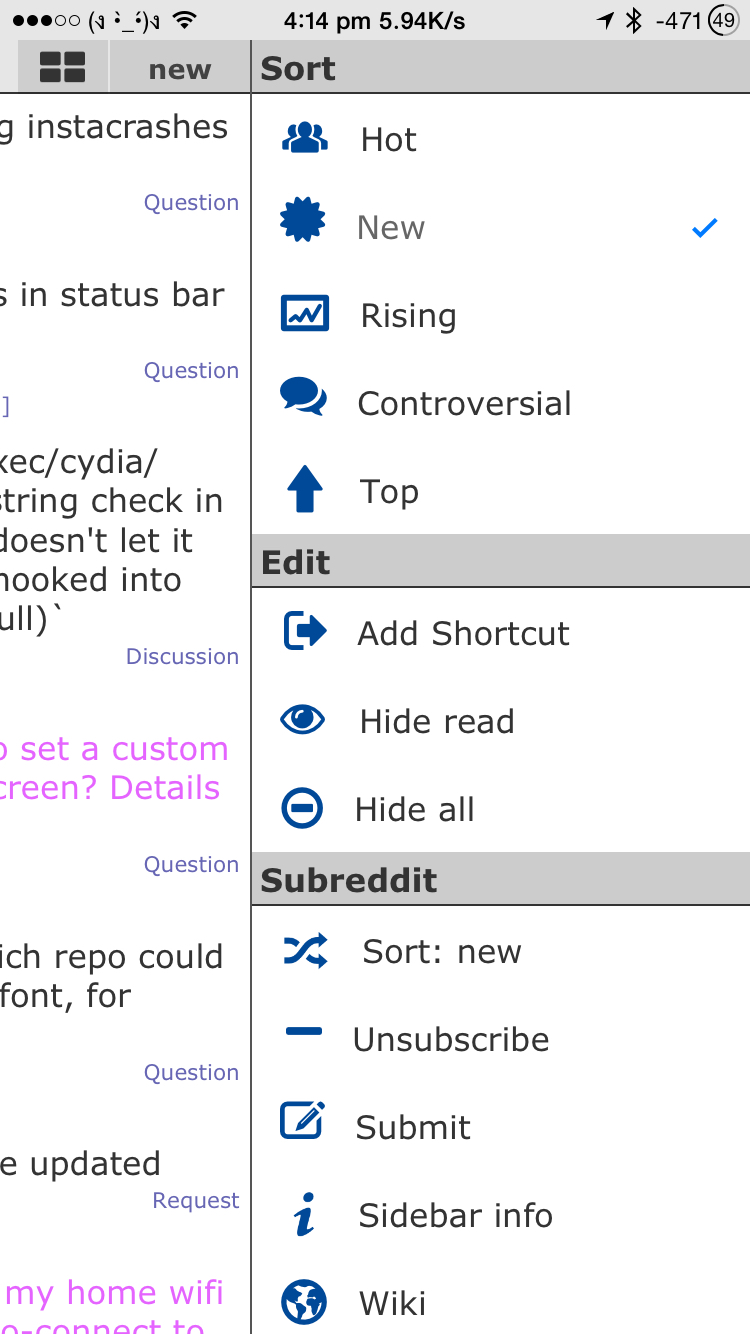 (ง •̀_•́)ง 4:14 pm 5.94K/s -471 49
new
g instacrashes
Question
s in status bar
Question
]
xec/cydia/
string check in
doesn't let it
hooked into
ull)`
Discussion
o set a custom
creen? Details
Question
ich repo could
font, for
Question
e updated
Request
my home wifi
o-connect to
Sort
Hot
New
Rising
Controversial
Top
Edit
Add Shortcut
Hide read
Hide all
Subreddit
Sort: new
Unsubscribe
Submit
Sidebar info
Wiki